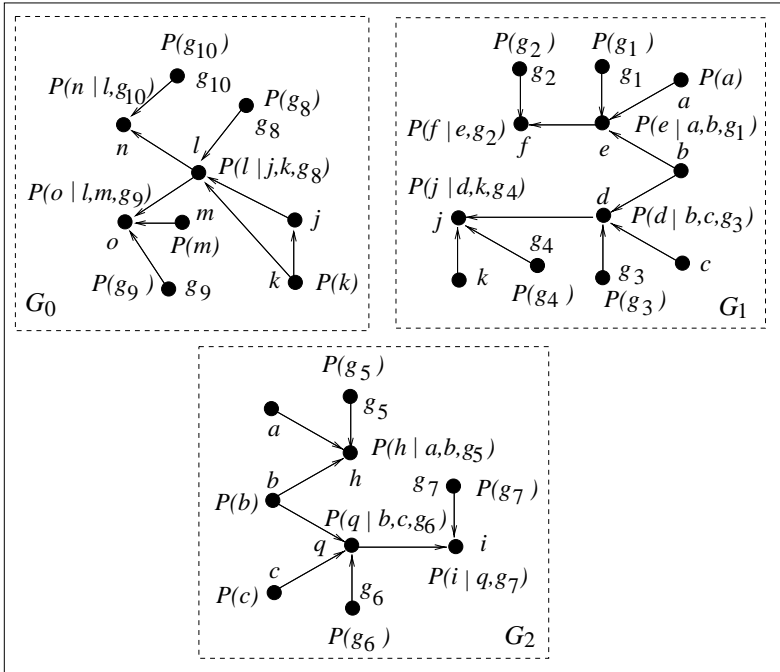 P(g10)
g10
P(n | l,g10)
n
P(g8)
g8
l
P(l | j,k,g8)
P(o | l,m,g9)
m
o
P(m)
j
k
P(k)
P(g9)
g9
G0
P(g2)
g2
P(g1)
g1
P(a)
a
P(f | e,g2)
f
e
P(e | a,b,g1)
b
P(j | d,k,g4)
d
j
P(d | b,c,g3)
g4
k
P(g4)
g3
c
P(g3)
G1
P(g5)
g5
a
P(h | a,b,g5)
b
h
P(b)
g7
P(g7)
P(q | b,c,g6)
q
i
c
P(i | q,g7)
P(c)
g6
P(g6)
G2